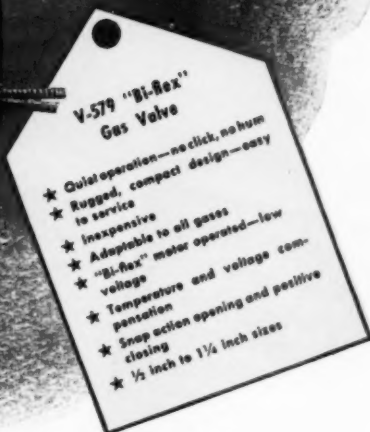 V-579 "Bi-flex"
Gas Valve
★ Quiet operation—no click, no hum
★ Rugged, compact design—easy
to service
★ Inexpensive
★ Adaptable to all gases
★ "Bi-flex" motor operated—low
voltage
★ Temperature and voltage com-
pensation
★ Snap action opening and positive
closing
★ ½ inch to 1¼ inch sizes